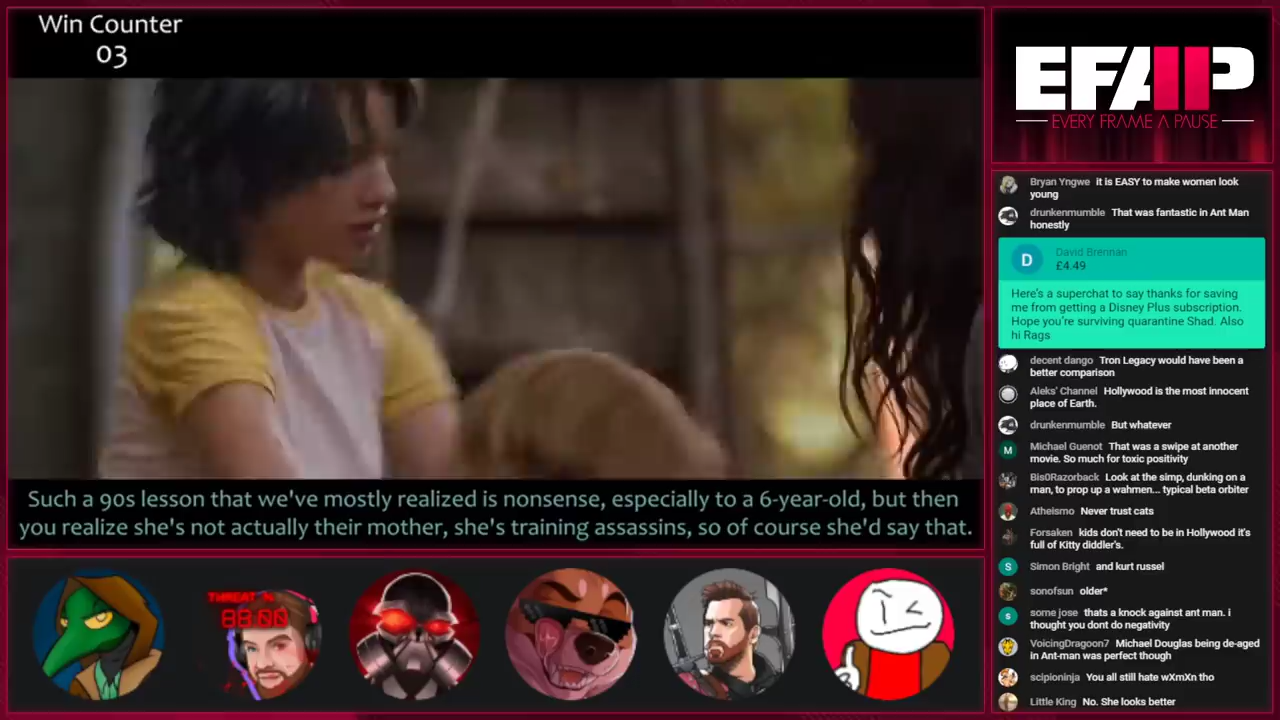 Win Counter
03
Such a 90s lesson that we've mostly realized is nonsense, especially to a 6-year-old, but then
you realize she's not actually their mother, she's training assassins, so of course she'd say that.
THREAT %
88:00
EFAP
EVERY FRAME A PAUSE
Bryan Yngwe it is EASY to make women look
young
drunkenmumble That was fantastic in Ant Man
honestly
D
David Brennan
£4.49
Here's a superchat to say thanks for saving
me from getting a Disney Plus subscription.
Hope you're surviving quarantine Shad. Also
hi Rags
decent dango Tron Legacy would have been a
better comparison
Aleks' Channel Hollywood is the most innocent
place of Earth.
drunkenmumble But whatever
M
Michael Guenot That was a swipe at another
movie. So much for toxic positivity
Bis0Razorback Look at the simp, dunking on a
man, to prop up a wahmen... typical beta orbiter
Atheismo Never trust cats
Forsaken kids don't need to be in Hollywood it's
full of Kitty diddler's.
S
Simon Bright and kurt russel
sonofsun older*
s
some jose thats a knock against ant man. i
thought you dont do negativity
VoicingDragoon7 Michael Douglas being de-aged
in Ant-man was perfect though
scipioninja You all still hate wXmXn tho
Little King No. She looks better